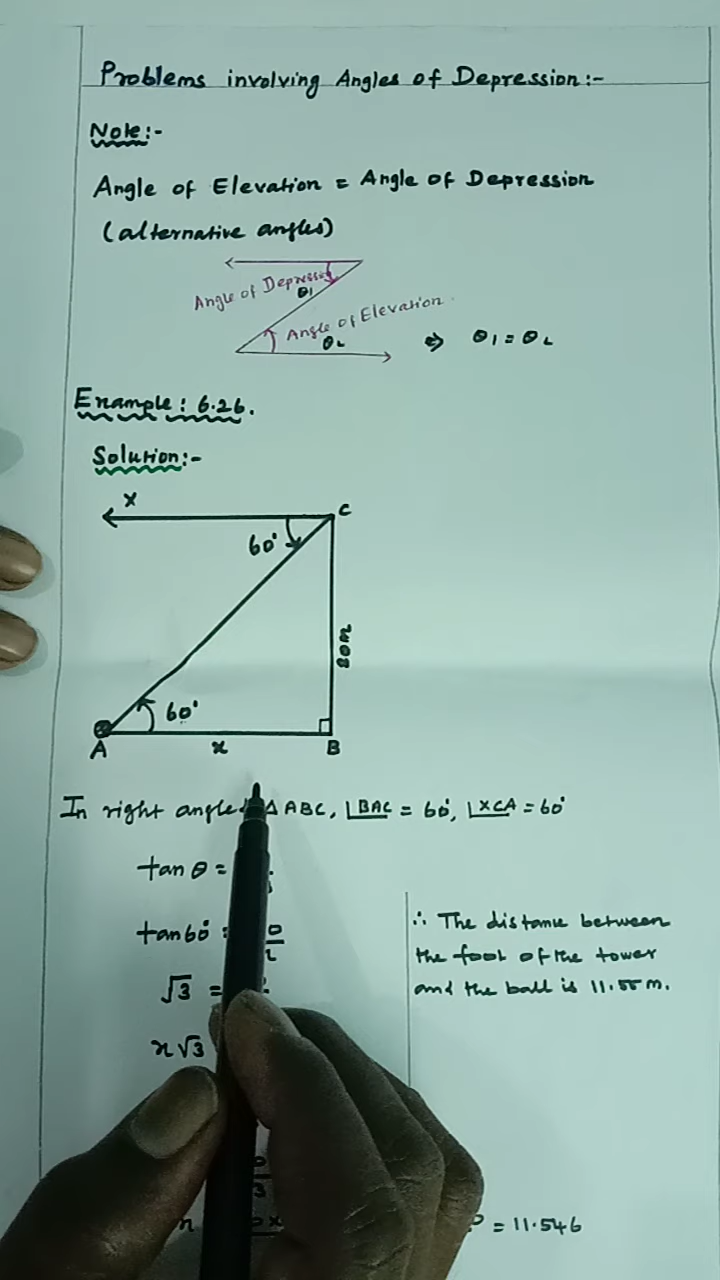 Problems involving Angles of Depression:-
Note:-
Angle of Elevation = Angle of Depression
(alternative angles)
Angle of Depression
θ1
Angle of Elevation
θ2
⇒ θ1 = θ2
Example: 6.26.
Solution:-
X
C
60°
60°
A
x
B
In right angled ∆ ABC, ∠BAC = 60°, ∠XCA = 60°
tan θ =
tan 60° =
√3 =
x√3
∴ The distance between
the foot of the tower
and the ball is 11.55 m.
= 11.546